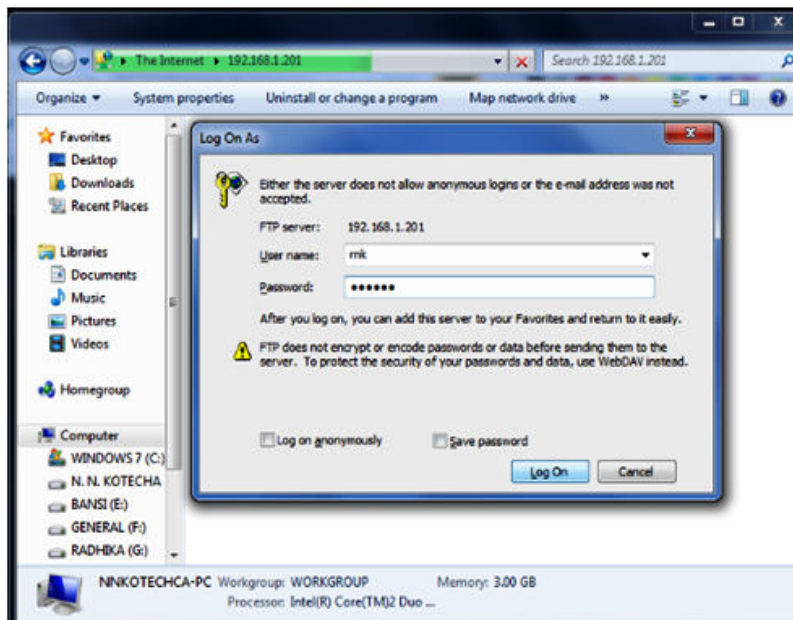 The Internet 192.168.1.201
Search 192.168.1.201
Organize System properties Uninstall or change a program Map network drive »
Favorites
Desktop
Downloads
Recent Places
Libraries
Documents
Music
Pictures
Videos
Homegroup
Computer
WINDOWS 7 (C:)
N. N. KOTECHA
BANSI (E:)
GENERAL (F:)
RADHIKA (G:)
Log On As
Either the server does not allow anonymous logins or the e-mail address was not
accepted.
FTP server: 192.168.1.201
User name: rnk
Password: ••••••
After you log on, you can add this server to your Favorites and return to it easily.
FTP does not encrypt or encode passwords or data before sending them to the
server. To protect the security of your passwords and data, use WebDAV instead.
Log on anonymously Save password
Log On Cancel
NNKOTECHCA-PC Workgroup: WORKGROUP Memory: 3.00 GB
Processor: Intel(R) Core(TM)2 Duo ...